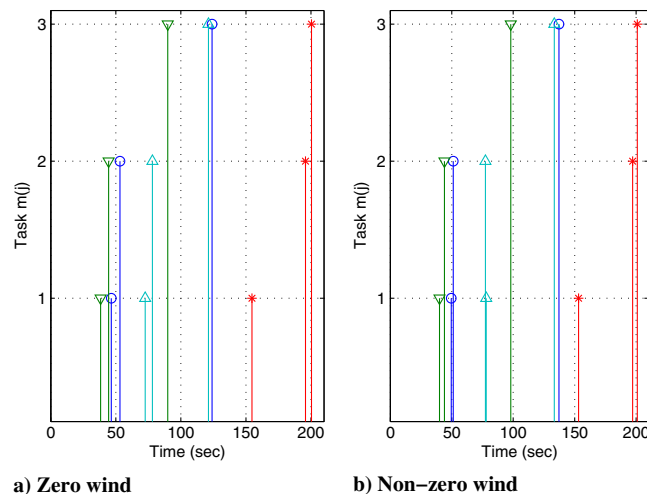 3
2
1
Task m(j)
0 50 100 150 200
Time (sec)
a) Zero wind
3
2
1
Task m(j)
0 50 100 150 200
Time (sec)
b) Non−zero wind